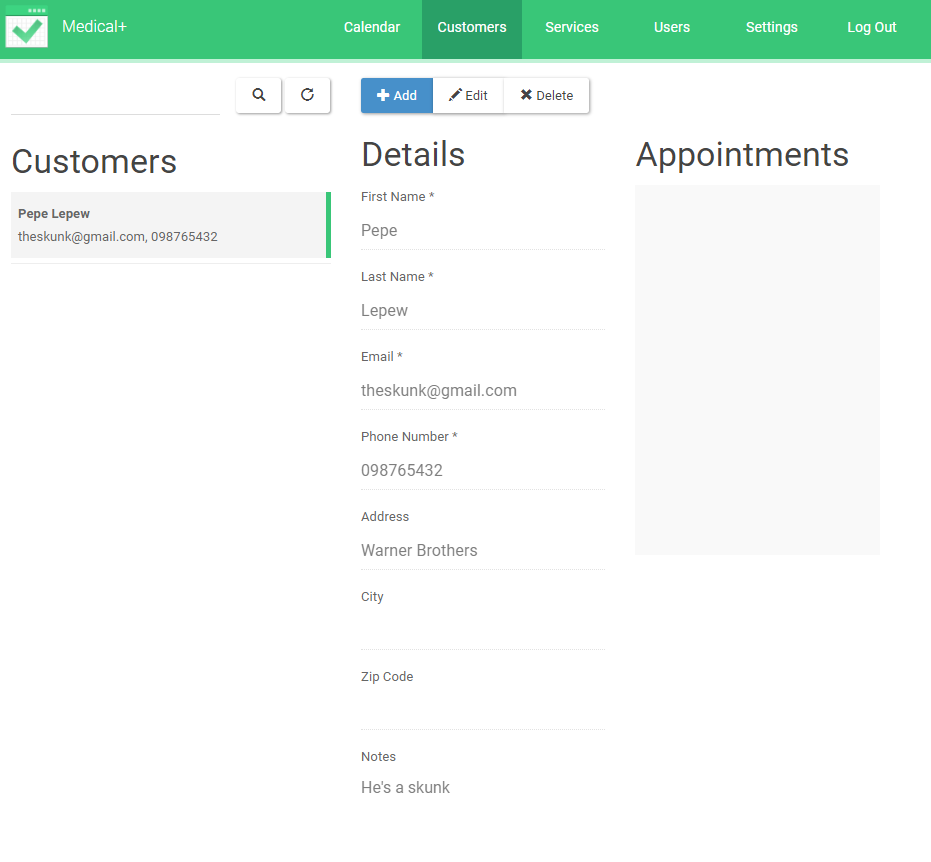 Medical+
Calendar
Customers
Services
Users
Settings
Log Out
Add
Edit
Delete
Customers
Pepe Lepew
theskunk@gmail.com, 098765432
Details
First Name *
Pepe
Last Name *
Lepew
Email *
theskunk@gmail.com
Phone Number *
098765432
Address
Warner Brothers
City
Zip Code
Notes
He's a skunk
Appointments